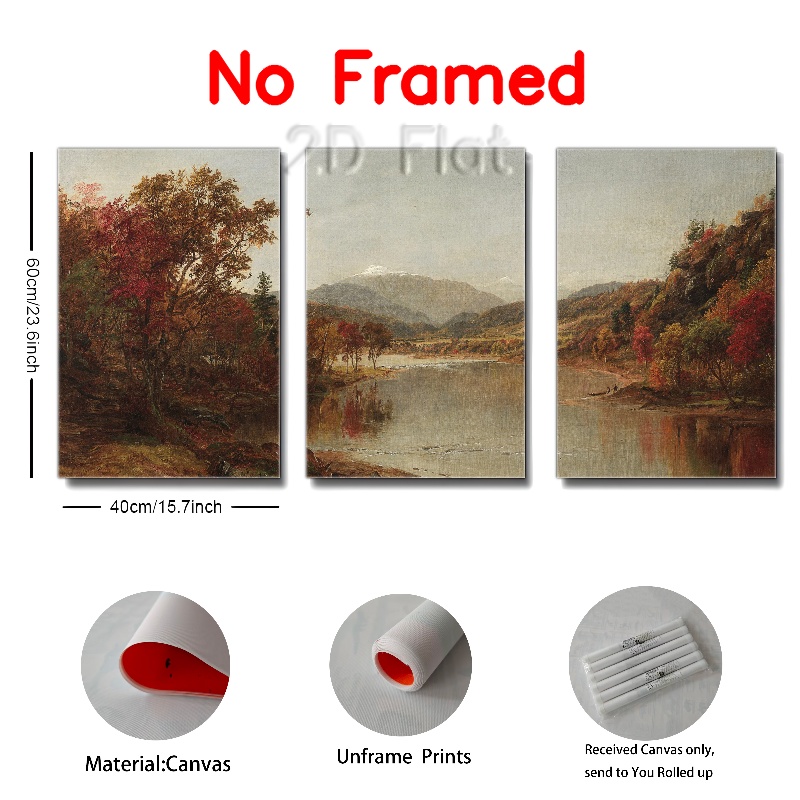 No Framed
2D Flat
60cm/23.6inch
40cm/15.7inch
Material:Canvas
Unframe Prints
Received Canvas only,
send to You Rolled up